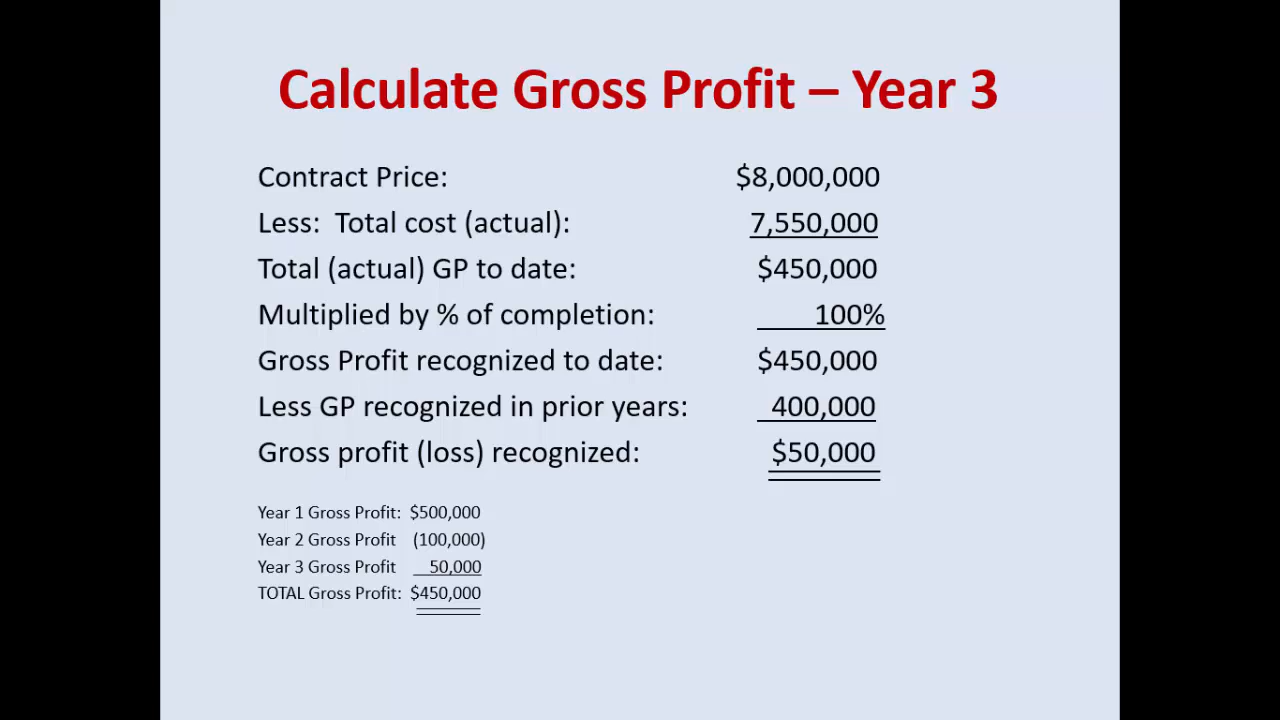 Calculate Gross Profit – Year 3
Contract Price: $8,000,000
Less: Total cost (actual): 7,550,000
Total (actual) GP to date: $450,000
Multiplied by % of completion: 100%
Gross Profit recognized to date: $450,000
Less GP recognized in prior years: 400,000
Gross profit (loss) recognized: $50,000
Year 1 Gross Profit: $500,000
Year 2 Gross Profit (100,000)
Year 3 Gross Profit 50,000
TOTAL Gross Profit: $450,000